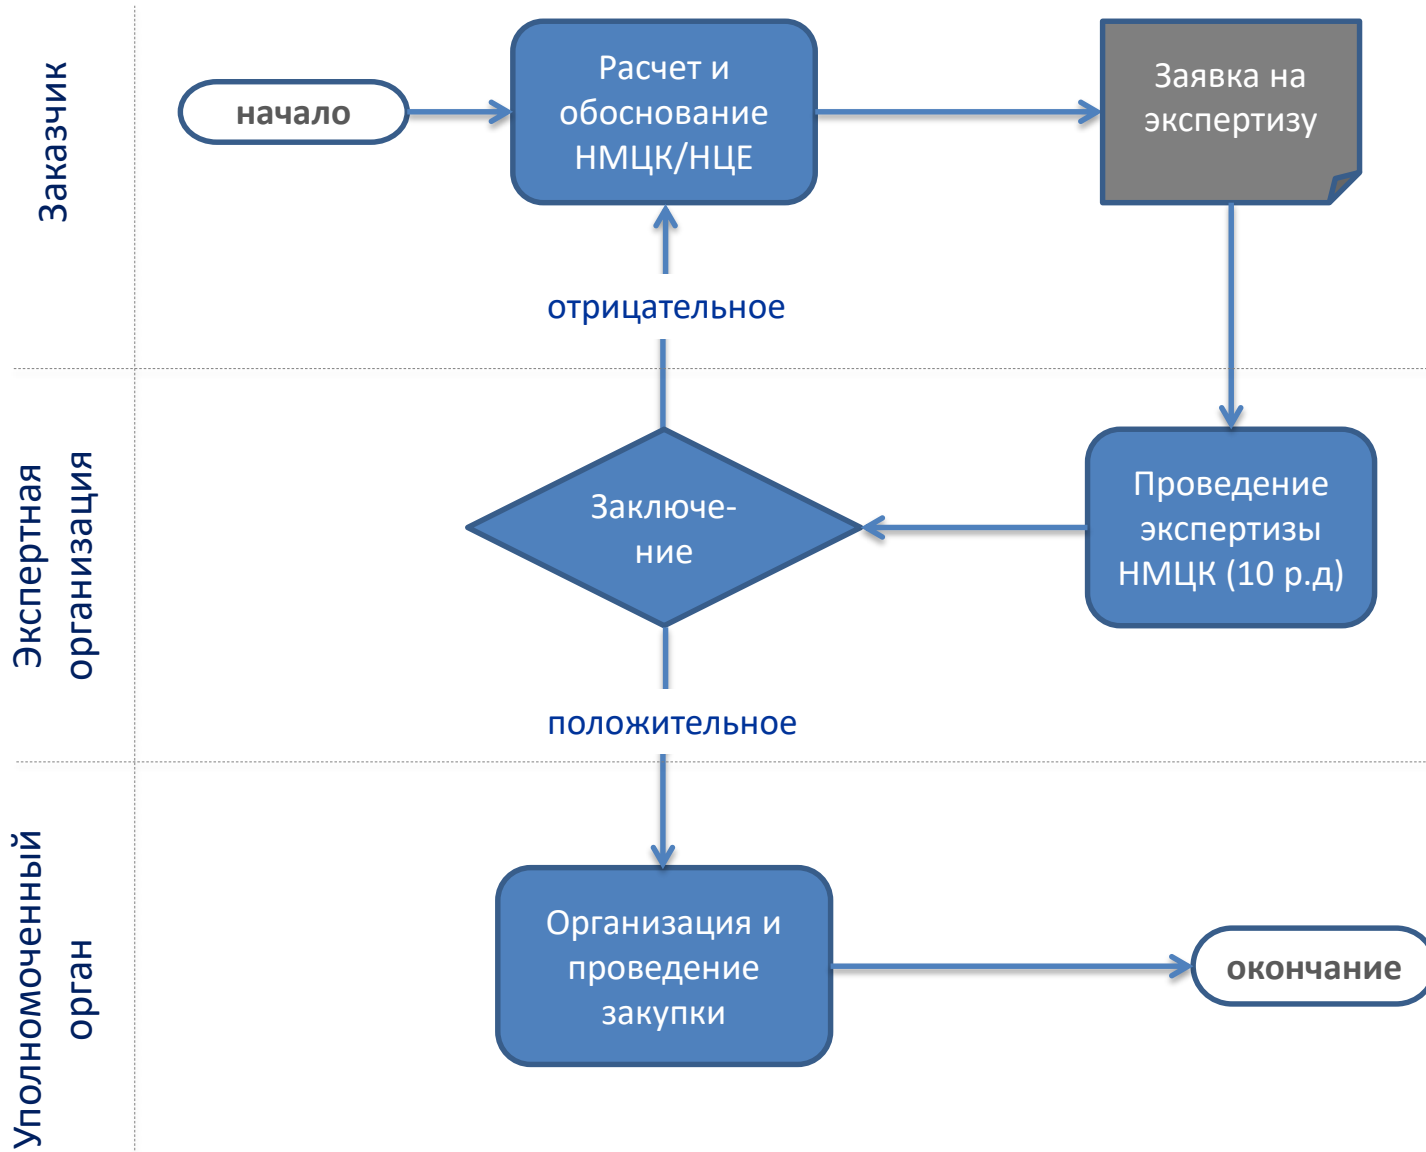 Заказчик
начало
Расчет и
обоснование
НМЦК/НЦЕ
Заявка на
экспертизу
отрицательное
Экспертная
организация
Заключе-
ние
Проведение
экспертизы
НМЦК (10 р.д)
положительное
Уполномоченный
орган
Организация и
проведение
закупки
окончание